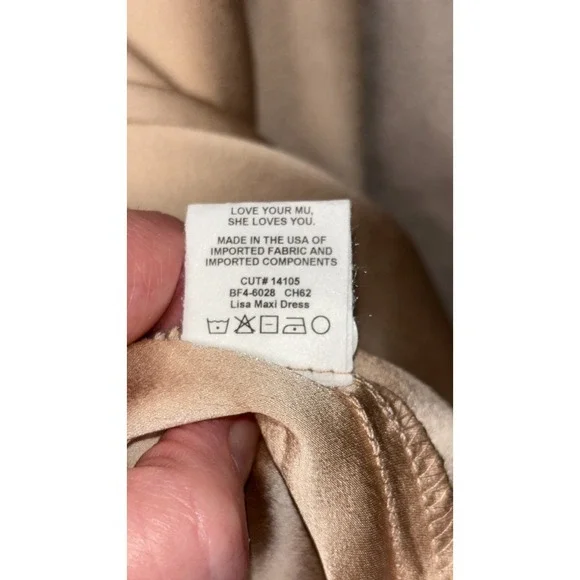 LOVE YOUR MU,
SHE LOVES YOU.
MADE IN THE USA OF
IMPORTED FABRIC AND
IMPORTED COMPONENTS
CUT# 14105
BF4-6028 CH62
Lisa Maxi Dress